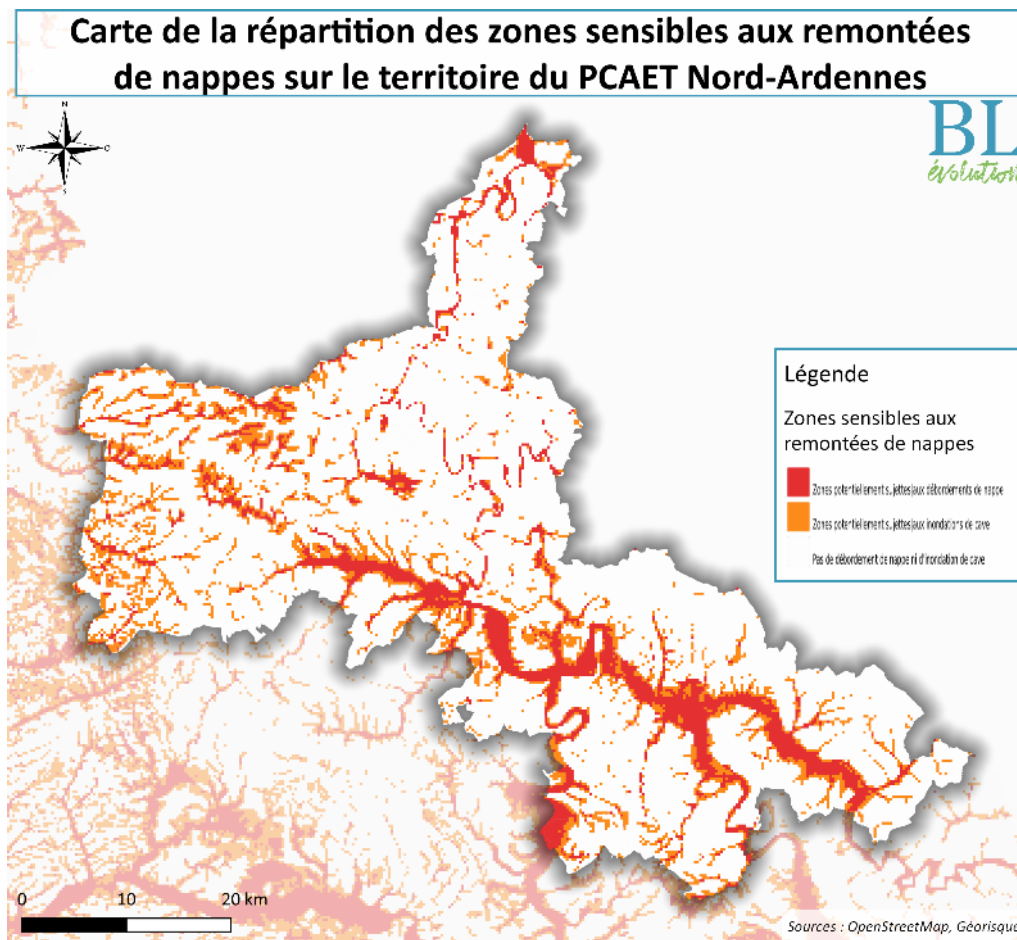 Carte de la répartition des zones sensibles aux remontées
de nappes sur le territoire du PCAET Nord-Ardennes
N
W
O
S
BL
évolution
Légende
Zones sensibles aux
remontées de nappes
Zones potentiellement sujettes aux débordements de nappe
Zones potentiellement sujettes aux inondations de cave
Pas de débordement de nappe ni d'inondation de cave
0
10
20 km
Sources : OpenStreetMap, Géorisque